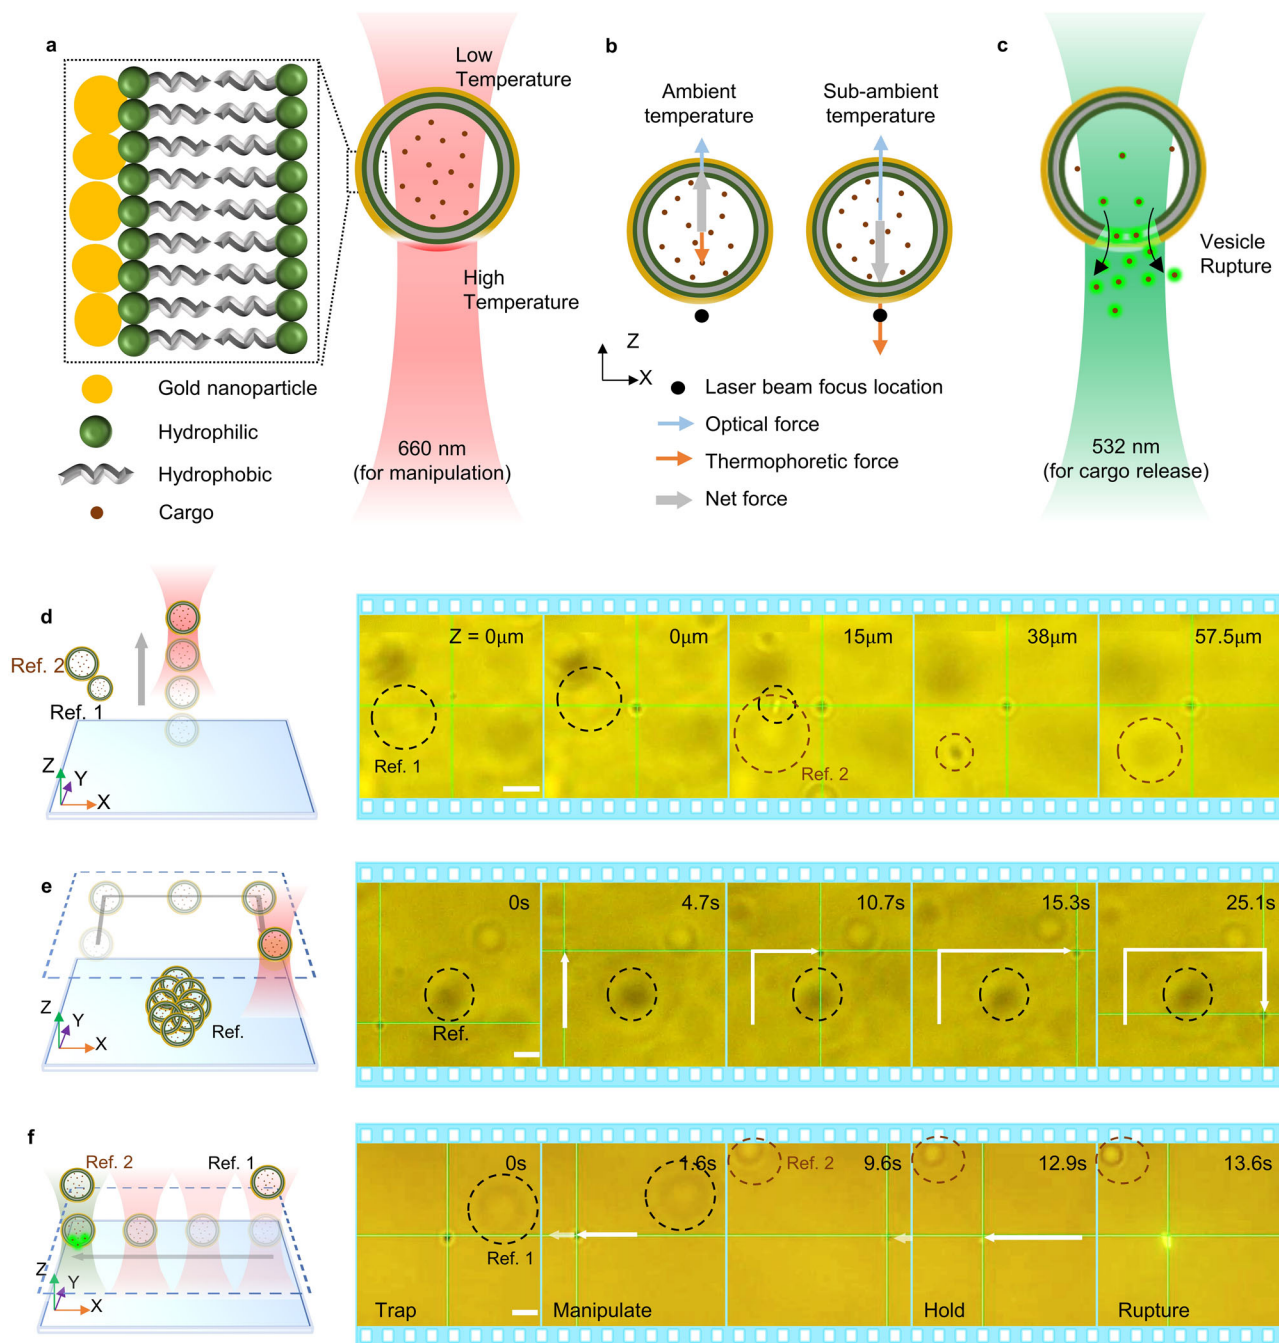 a
Low
Temperature
High
Temperature
660 nm
(for manipulation)
Gold nanoparticle
Hydrophilic
Hydrophobic
Cargo
b
Ambient
temperature
Sub-ambient
temperature
Z
X
Laser beam focus location
Optical force
Thermophoretic force
Net force
c
Vesicle
Rupture
532 nm
(for cargo release)
d
Ref. 2
Ref. 1
Z
Y
X
Z = 0μm
0μm
15μm
38μm
57.5μm
Ref. 1
Ref. 2
e
Ref.
Z
Y
X
0s
4.7s
10.7s
15.3s
25.1s
Ref.
f
Ref. 2
Ref. 1
Z
Y
X
0s
1.6s
Ref. 2
9.6s
12.9s
13.6s
Ref. 1
Trap
Manipulate
Hold
Rupture